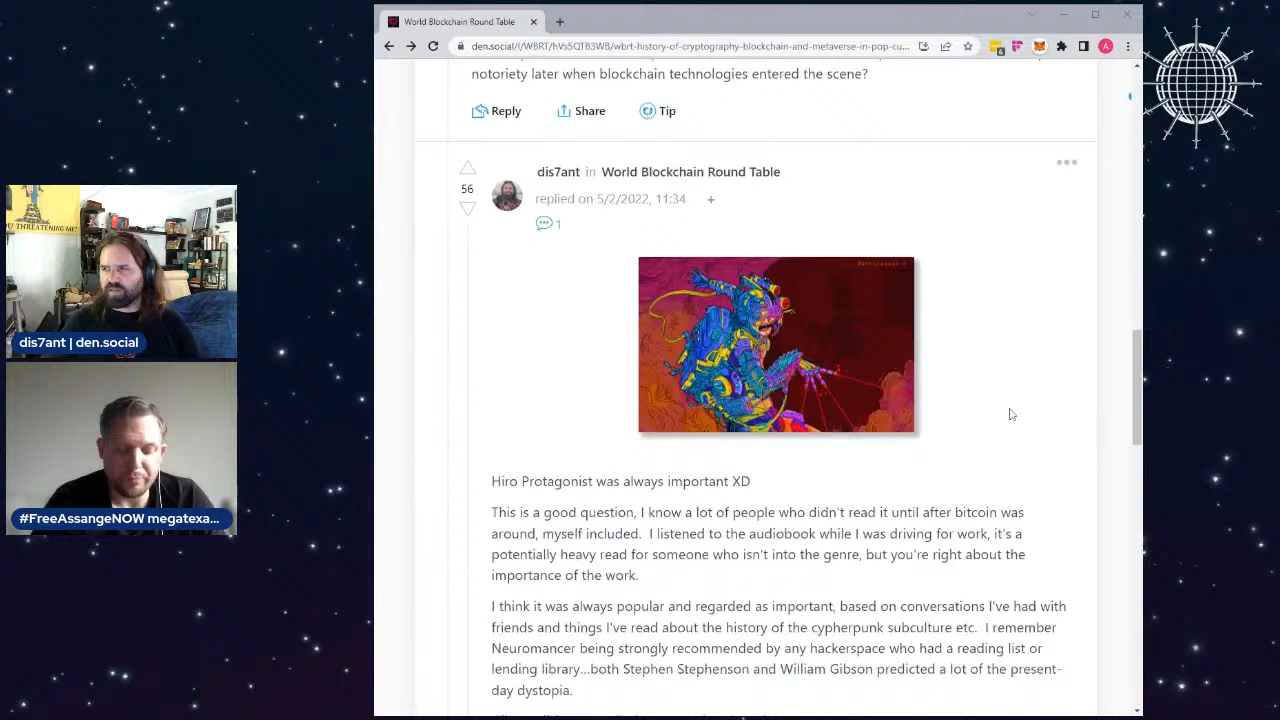 World Blockchain Round Table
den.social/l/WBRT/hVs5QTB3WB/wbrt-history-of-cryptography-blockchain-and-metaverse-in-pop-cu...
notoriety later when blockchain technologies entered the scene?
Reply Share Tip
dis7ant in World Blockchain Round Table
56
replied on 5/2/2022, 11:34 +
1
Hiro Protagonist was always important XD
This is a good question, I know a lot of people who didn't read it until after bitcoin was
around, myself included. I listened to the audiobook while I was driving for work, it's a
potentially heavy read for someone who isn't into the genre, but you're right about the
importance of the work.
I think it was always popular and regarded as important, based on conversations I've had with
friends and things I've read about the history of the cypherpunk subculture etc. I remember
Neuromancer being strongly recommended by any hackerspace who had a reading list or
lending library...both Stephen Stephenson and William Gibson predicted a lot of the present-
day dystopia.
THREATENING ME?
dis7ant | den.social
#FreeAssangeNOW megatexa...